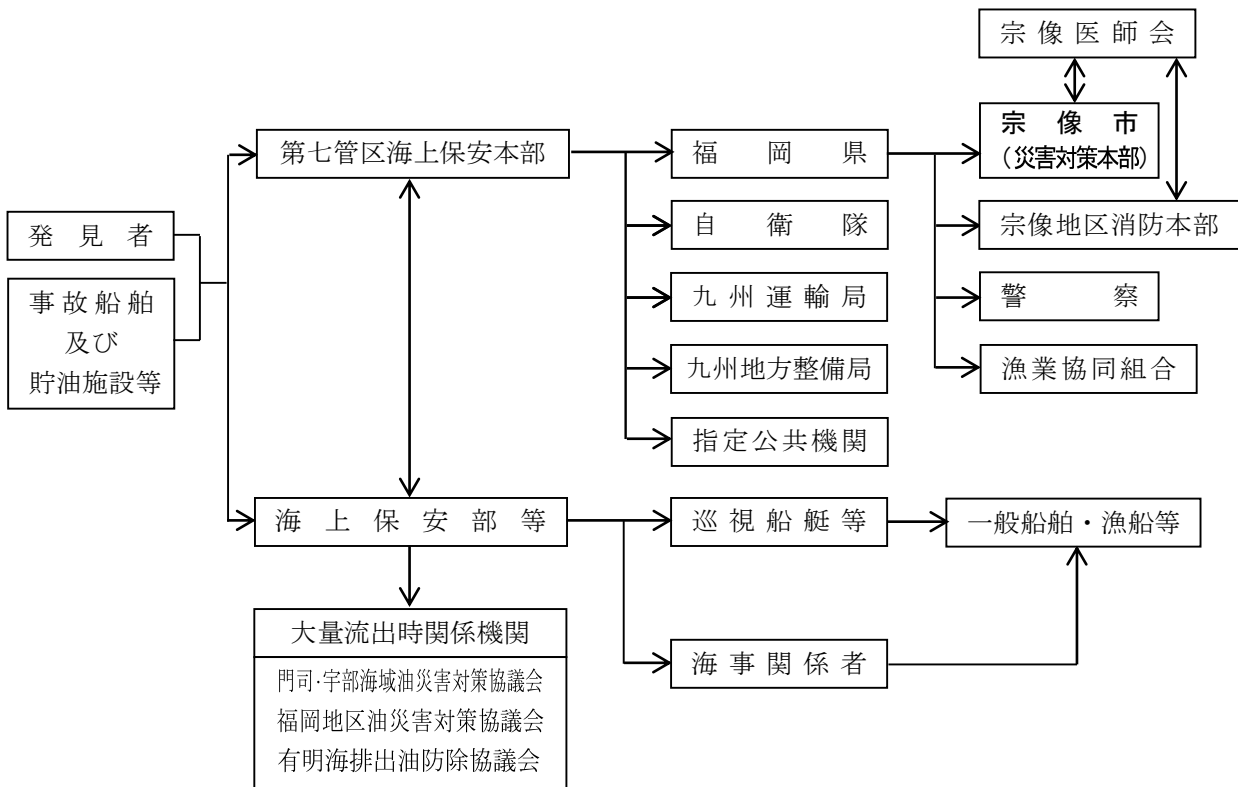 宗像医師会
第七管区海上保安本部
福岡県
宗像市
（災害対策本部）
発見者
自衛隊
宗像地区消防本部
事故船舶
及び
貯油施設等
九州運輸局
警察
九州地方整備局
漁業協同組合
指定公共機関
海上保安部等
巡視船艇等
一般船舶・漁船等
大量流出時関係機関
門司・宇部海域油災害対策協議会
福岡地区油災害対策協議会
有明海排出油防除協議会
海事関係者